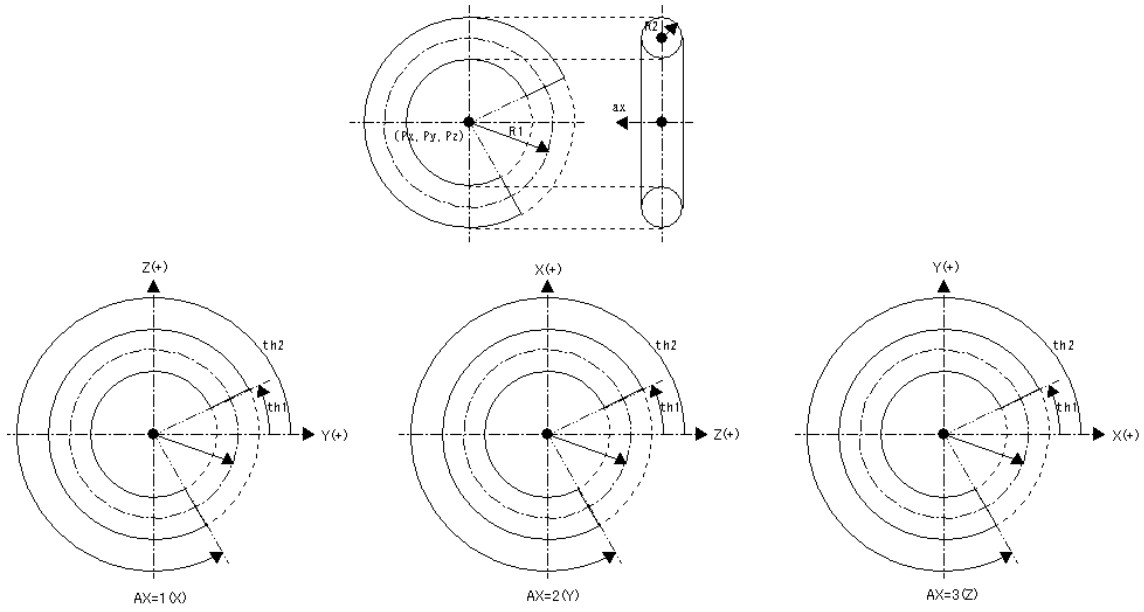 R2
ax
(Px, Py, Pz)
R1
Z(+)
th2
th1
Y(+)
AX=1(X)
X(+)
th2
th1
Z(+)
AX=2(Y)
Y(+)
th2
th1
X(+)
AX=3(Z)